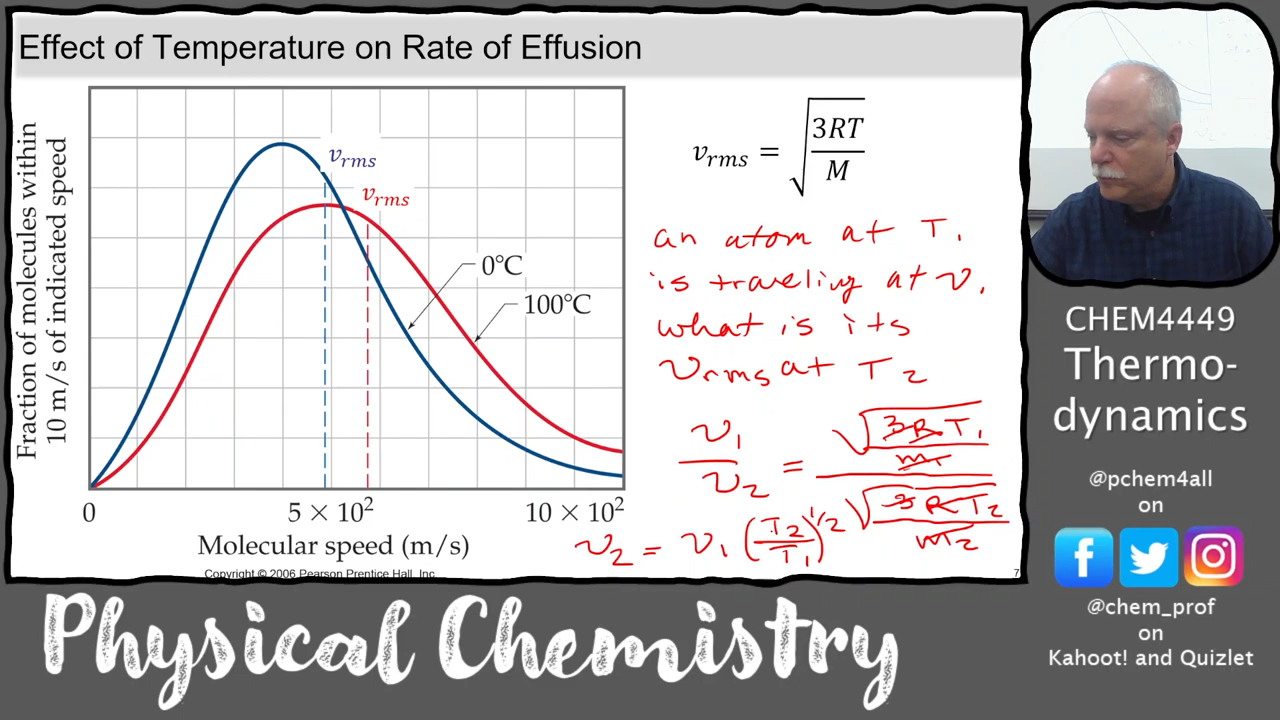 Effect of Temperature on Rate of Effusion
Fraction of molecules within
10 m/s of indicated speed
v_rms
v_rms
0°C
100°C
0
5 × 10²
10 × 10²
Molecular speed (m/s)
Copyright © 2006 Pearson Prentice Hall, Inc.
7
v_rms = √(3RT/M)
an atom at T₁
is traveling at v₁
what is its
v_rms at T₂
v₁/v₂ = √(3RT₁/m₁)/√(3RT₂/m₂)
v₂ = v₁ (T₂/T₁)^1/2
CHEM4449
Thermo-
dynamics
@pchem4all
on
@chem_prof
on
Kahoot! and Quizlet
Physical Chemistry